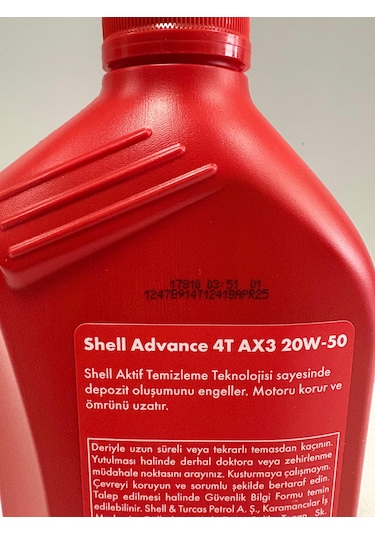 17810 03:51 01
12478914T12418APR25
Shell Advance 4T AX3 20W-50
Shell Aktif Temizleme Teknolojisi sayesinde
depozit oluşumunu engeller. Motoru korur ve
ömrünü uzatır.
Deriyle uzun süreli veya tekrarlı temasdan kaçının.
Yutulması halinde derhal doktora veya zehirlenme
müdahale noktasını arayınız. Kusturmaya çalışmayın.
Çevreyi koruyun ve sorumlu şekilde bertaraf edin.
Talep edilmesi halinde Güvenlik Bilgi Formu temin
edilebilir. Shell & Turcas Petrol A. Ş., Karamancılar İş